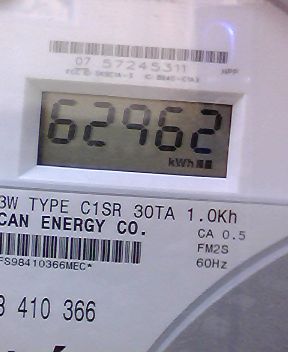 07 57245311
62962
kWh
3W TYPE C1SR 30TA 1.0Kh
CAN ENERGY CO.
CA 0.5
FM2S
60Hz
FS98410366MEC*
410 366